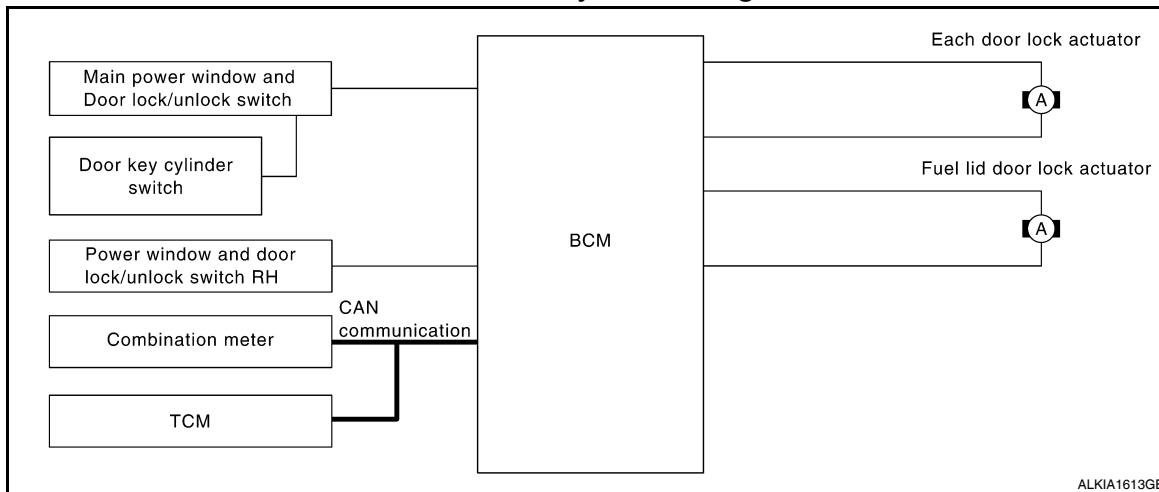 Each door lock actuator
Main power window and
Door lock/unlock switch
A
Door key cylinder
switch
Fuel lid door lock actuator
BCM
A
Power window and door
lock/unlock switch RH
CAN
communication
Combination meter
TCM